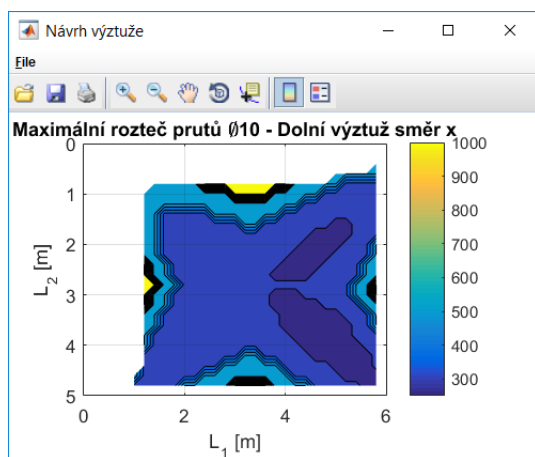 Návrh výztuže
File
Maximální rozteč prutů ∅10 - Dolní výztuž směr x
0
1
2
3
4
5
L2 [m]
0 2 4 6
L1 [m]
1000
900
800
700
600
500
400
300